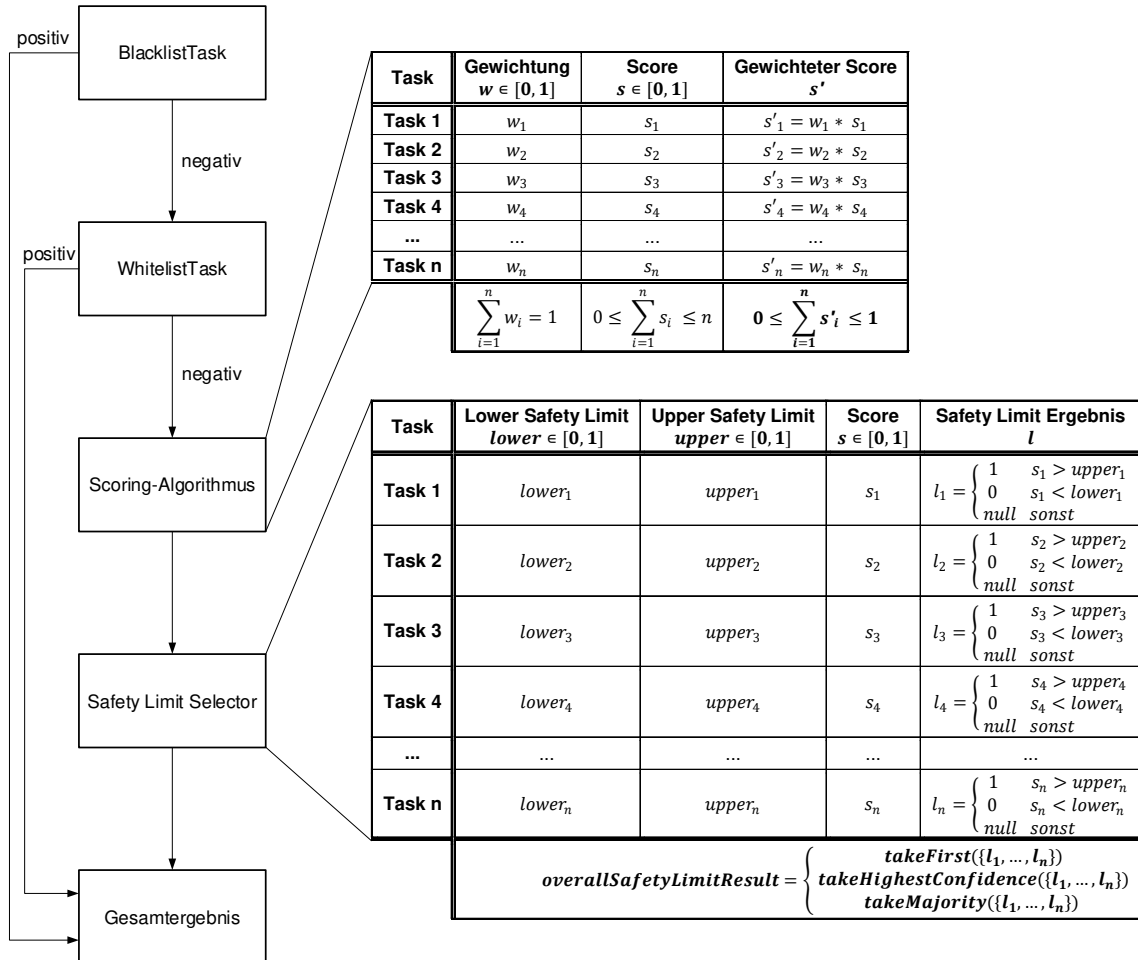 positiv
BlacklistTask
negativ
positiv
WhitelistTask
negativ
Scoring-Algorithmus
Safety Limit Selector
Gesamtergebnis
Task Gewichtung w ∈ [0, 1] Score s ∈ [0, 1] Gewichteter Score s'
Task 1 w₁ s₁ s'₁ = w₁ * s₁
Task 2 w₂ s₂ s'₂ = w₂ * s₂
Task 3 w₃ s₃ s'₃ = w₃ * s₃
Task 4 w₄ s₄ s'₄ = w₄ * s₄
... ... ... ...
Task n wₙ sₙ s'ₙ = wₙ * sₙ
∑ᵢ₌₁ⁿ wᵢ = 1 0 ≤ ∑ᵢ₌₁ⁿ sᵢ ≤ n 0 ≤ ∑ᵢ₌₁ⁿ s'ᵢ ≤ 1
Task Lower Safety Limit lower ∈ [0, 1] Upper Safety Limit upper ∈ [0, 1] Score s ∈ [0, 1] Safety Limit Ergebnis l
Task 1 lower₁ upper₁ s₁ l₁ = { 1 s₁ > upper₁
0 s₁ < lower₁
null sonst
Task 2 lower₂ upper₂ s₂ l₂ = { 1 s₂ > upper₂
0 s₂ < lower₂
null sonst
Task 3 lower₃ upper₃ s₃ l₃ = { 1 s₃ > upper₃
0 s₃ < lower₃
null sonst
Task 4 lower₄ upper₄ s₄ l₄ = { 1 s₄ > upper₄
0 s₄ < lower₄
null sonst
... ... ... ... ...
Task n lowerₙ upperₙ sₙ lₙ = { 1 sₙ > upperₙ
0 sₙ < lowerₙ
null sonst
overallSafetyLimitResult = { takeFirst({l₁, ..., lₙ})
takeHighestConfidence({l₁, ..., lₙ})
takeMajority({l₁, ..., lₙ})